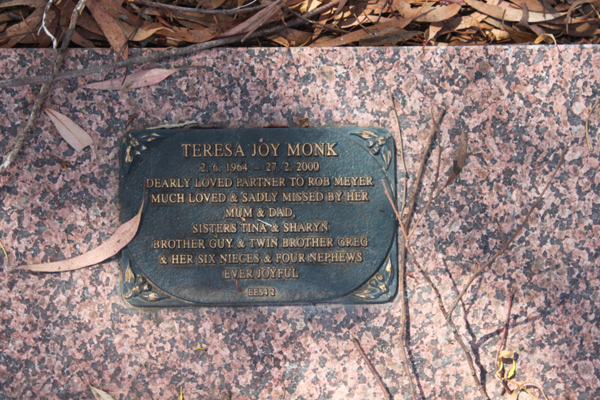 TERESA JOY MONK
2. 6. 1964 - 27. 2. 2000
DEARLY LOVED PARTNER TO ROB MEYER
MUCH LOVED & SADLY MISSED BY HER
MUM & DAD,
SISTERS TINA & SHARYN
BROTHER GUY & TWIN BROTHER GREG
& HER SIX NIECES & FOUR NEPHEWS
EVER JOYFUL